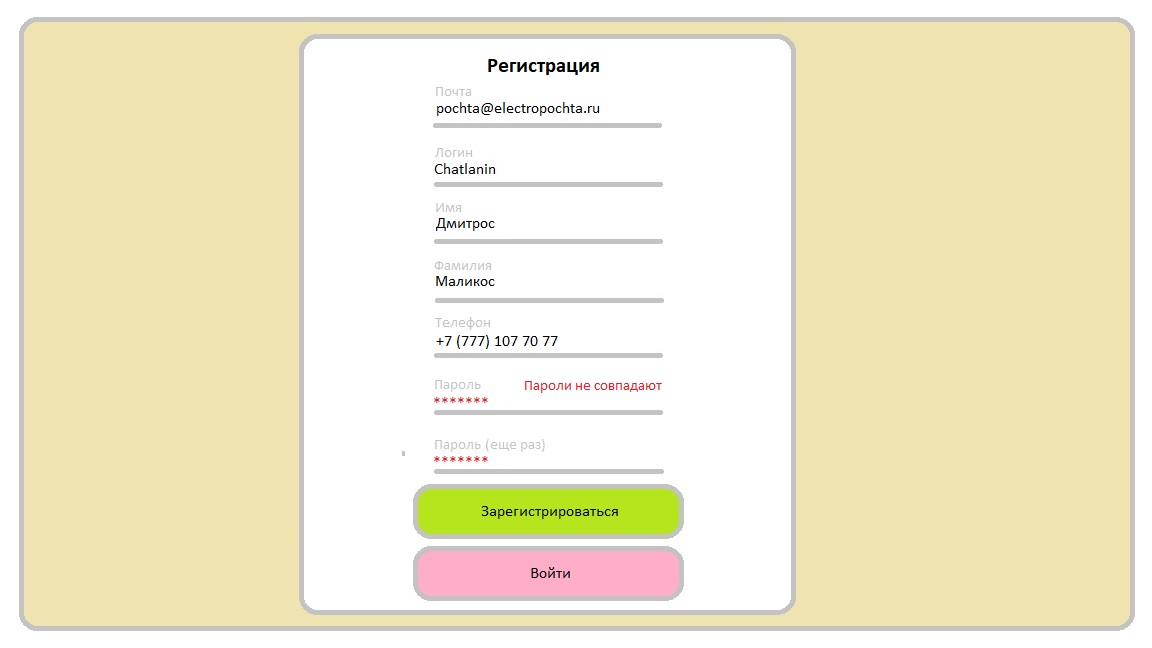 Регистрация
Почта
pochta@electropochta.ru
Логин
Chatlanin
Имя
Дмитрос
Фамилия
Маликос
Телефон
+7 (777) 107 70 77
Пароль Пароли не совпадают
*******
Пароль (еще раз)
*******
Зарегистрироваться
Войти